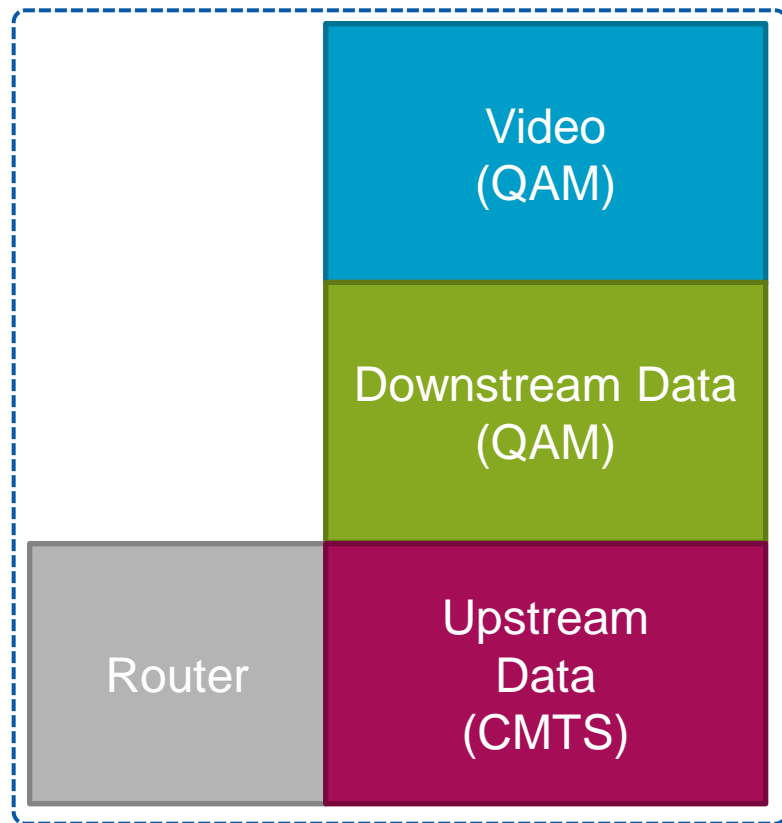 Video
(QAM)
Downstream Data
(QAM)
Router
Upstream
Data
(CMTS)